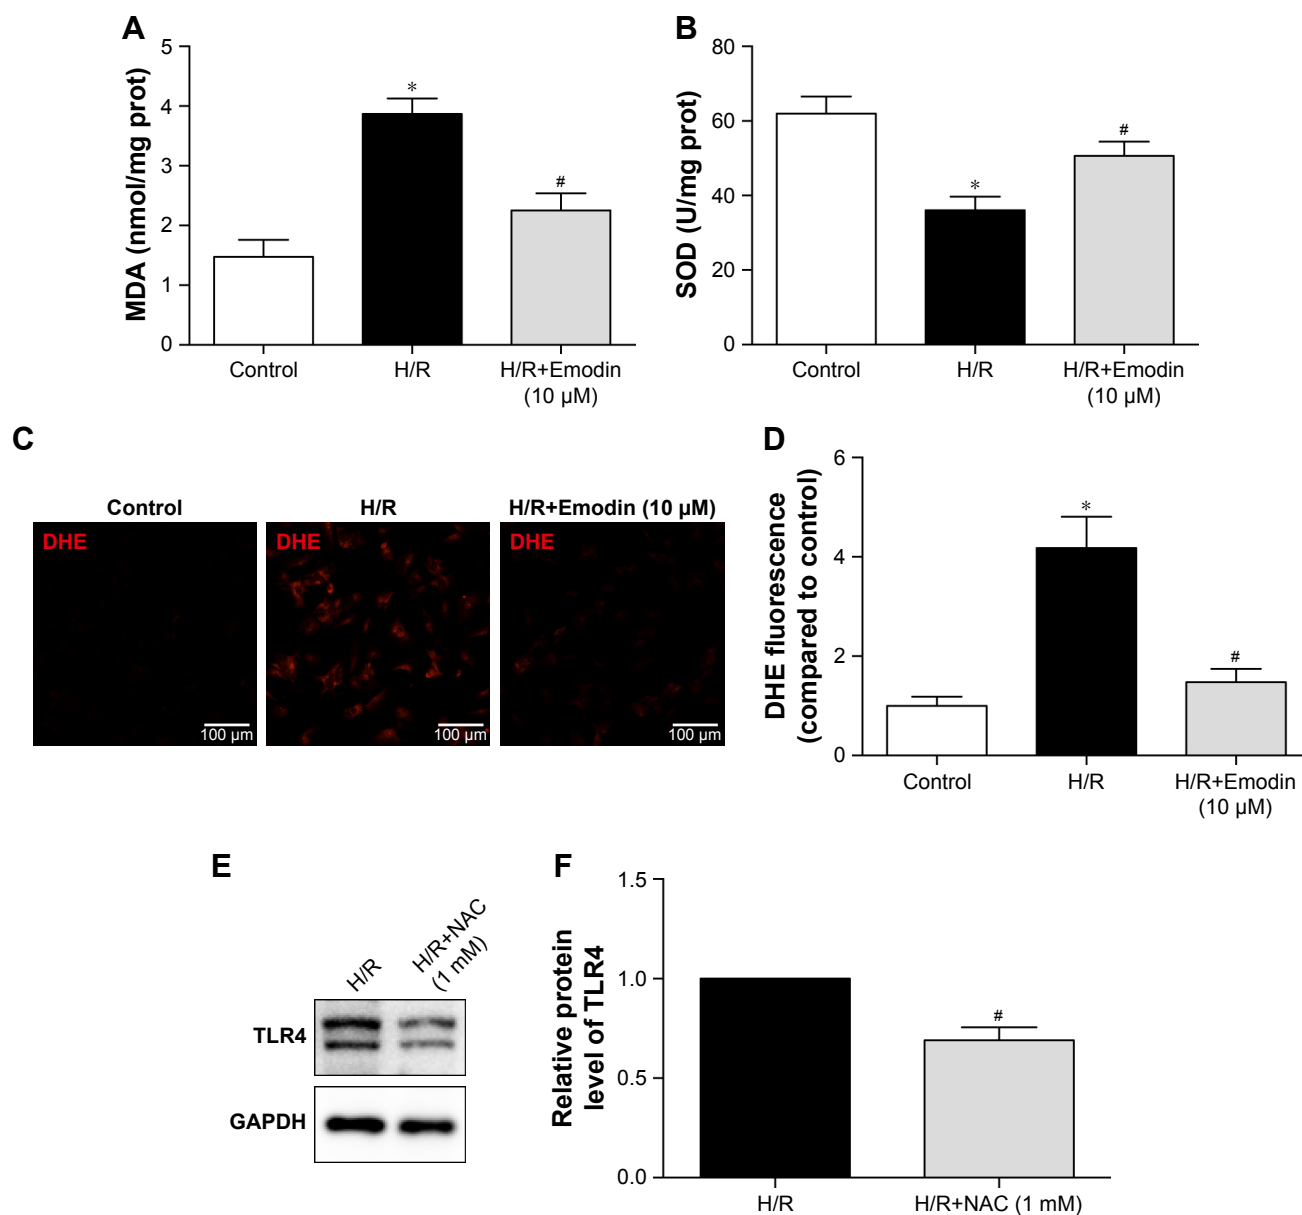 A
MDA (nmol/mg prot)
5
4
3
2
1
0
*
#
Control
H/R
H/R+Emodin
(10 µM)
B
SOD (U/mg prot)
80
60
40
20
0
*
#
Control
H/R
H/R+Emodin
(10 µM)
C
Control
H/R
H/R+Emodin (10 µM)
DHE
DHE
DHE
100 µm
100 µm
100 µm
D
DHE fluorescence
(compared to control)
6
4
2
0
*
#
Control
H/R
H/R+Emodin
(10 µM)
E
H/R
H/R+NAC
(1 mM)
TLR4
GAPDH
F
Relative protein
level of TLR4
1.5
1.0
0.5
0.0
#
H/R
H/R+NAC (1 mM)